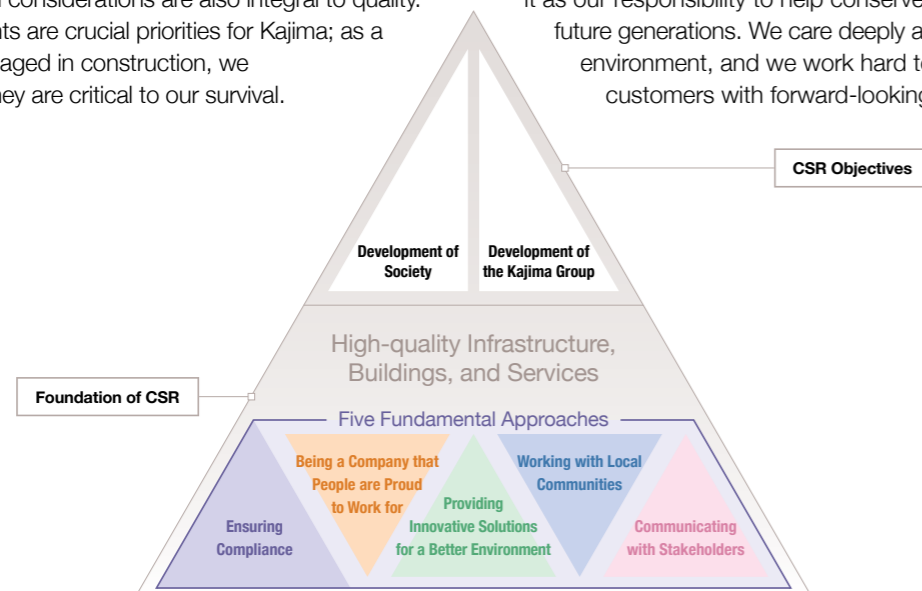 considerations are also integral to quality.
are crucial priorities for Kajima; as a
in construction, we
are critical to our survival.
it as our responsibility to help conserve
future generations. We care deeply
environment, and we work hard
customers with forward-looking
CSR Objectives
Development of
Society
Development of
the Kajima Group
High-quality Infrastructure,
Buildings, and Services
Foundation of CSR
Five Fundamental Approaches
Ensuring
Compliance
Being a Company that
People are Proud
to Work for
Providing
Innovative Solutions
for a Better Environment
Working with Local
Communities
Communicating
with Stakeholders